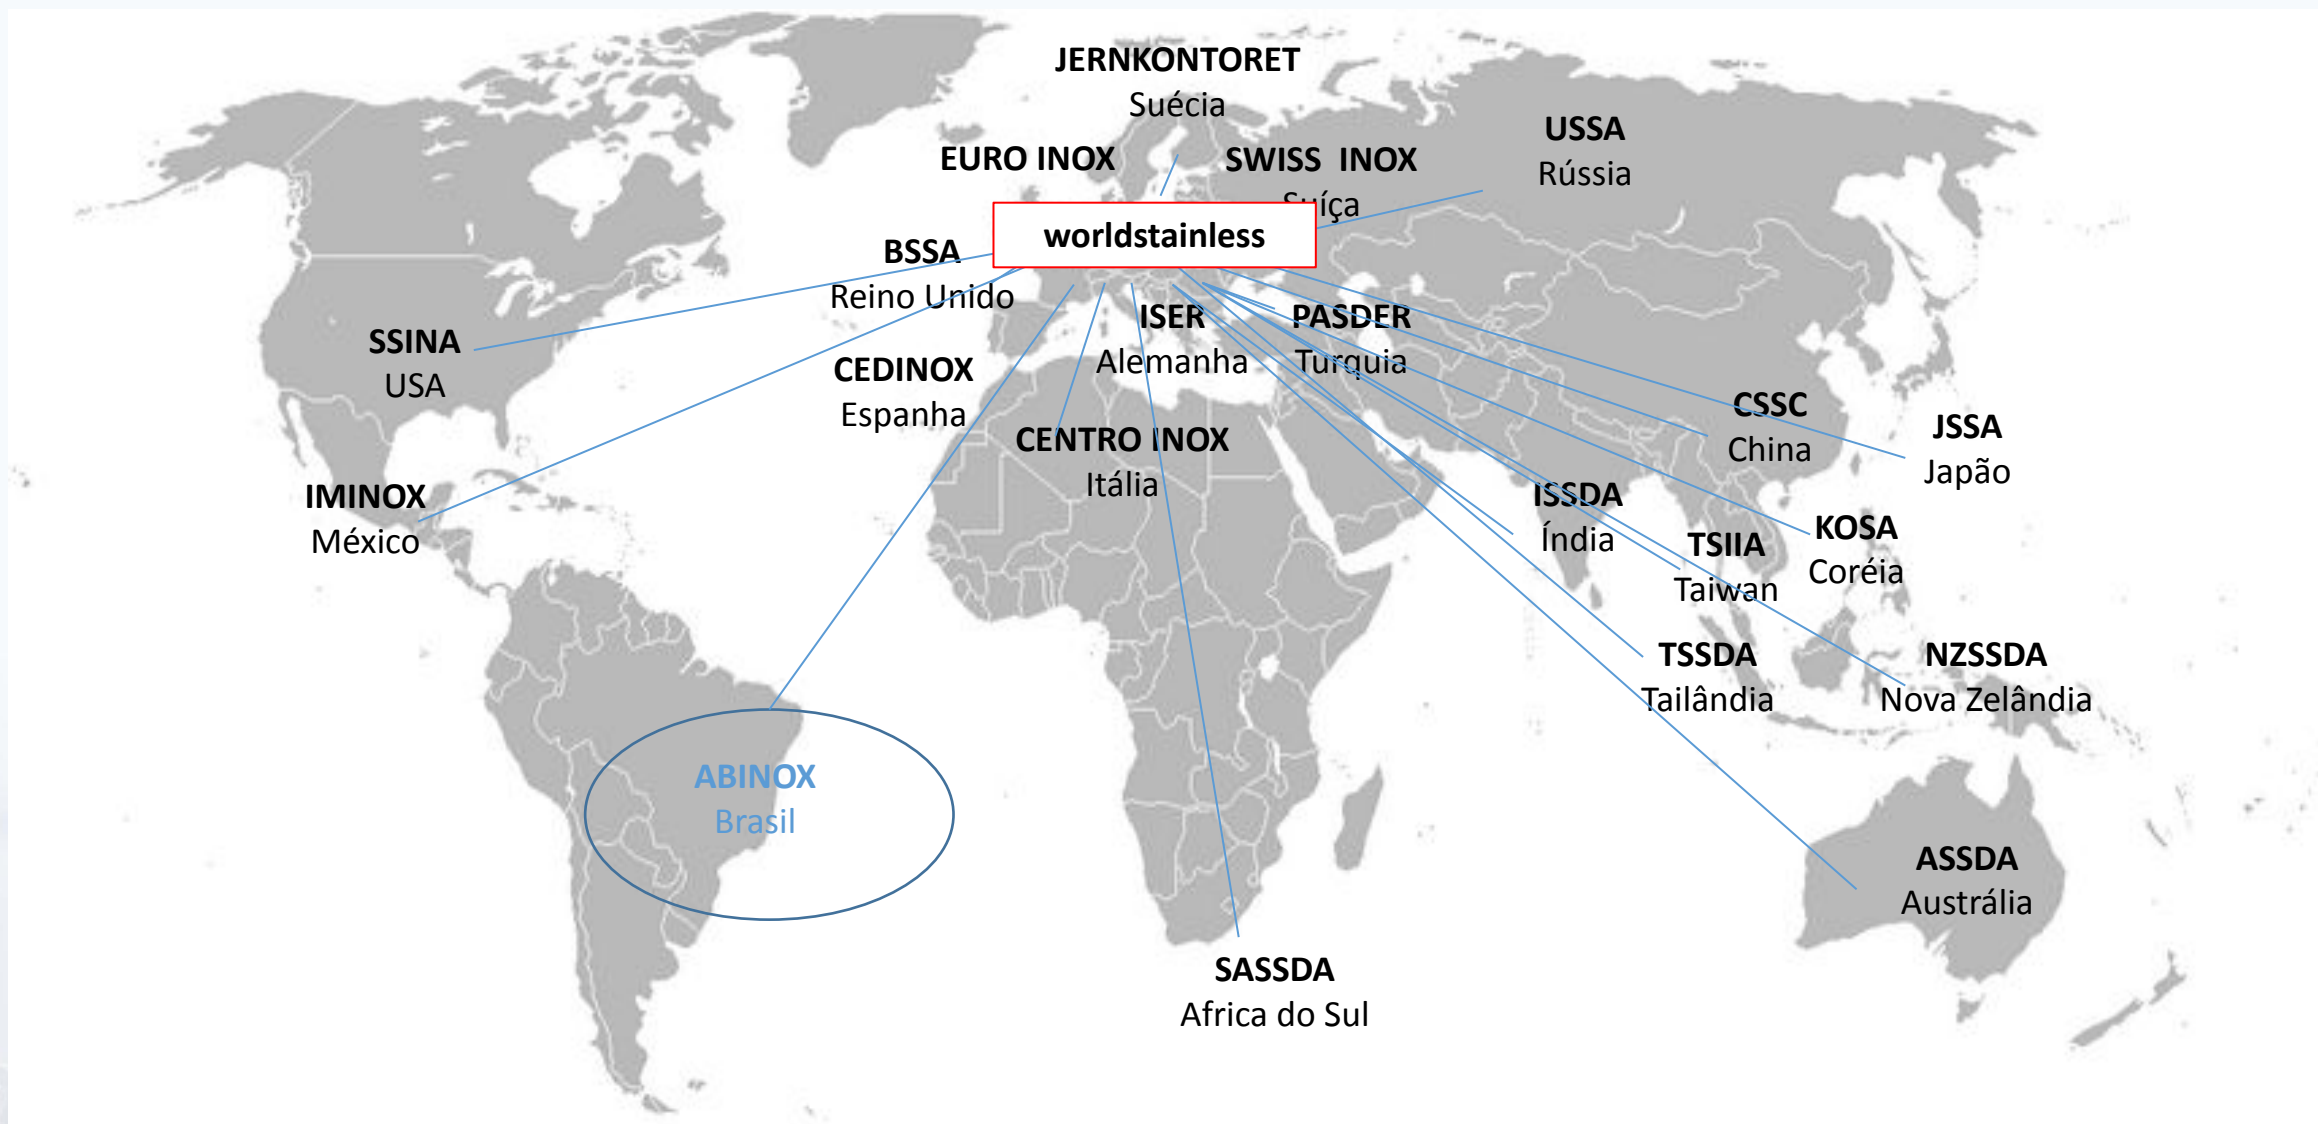 JERNKONTORET
Suécia
EURO INOX
SWISS INOX
Suíça
USSA
Rússia
worldstainless
BSSA
Reino Unido
SSINA
USA
ISER
Alemanha
PASDER
Turquia
CEDINOX
Espanha
CENTRO INOX
Itália
CSSC
China
JSSA
Japão
IMINOX
México
ISSDA
Índia
TSIIA
Taiwan
KOSA
Coréia
TSSDA
Tailândia
NZSSDA
Nova Zelândia
ABINOX
Brasil
ASSDA
Austrália
SASSDA
Africa do Sul